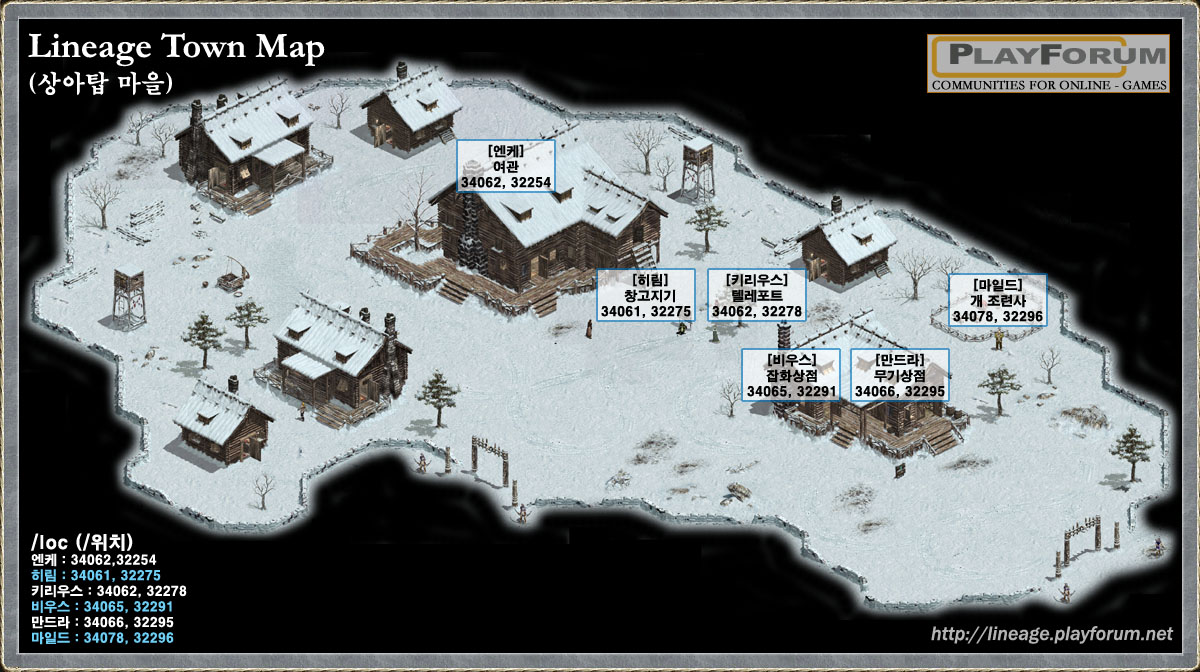 Lineage Town Map
(상아탑 마을)
PLAYFORUM
COMMUNITIES FOR ONLINE - GAMES
[엔케]
여관
34062, 32254
[히림]
창고지기
34061, 32275
[키리우스]
텔레포트
34062, 32278
[마일드]
개 조련사
34078, 32296
[비우스]
잡화상점
34065, 32291
[만드라]
무기상점
34066, 32295
/loc (/위치)
엔케 : 34062,32254
히림 : 34061, 32275
키리우스 : 34062, 32278
비우스 : 34065, 32291
만드라 : 34066, 32295
마일드 : 34078, 32296
http://lineage.playforum.net